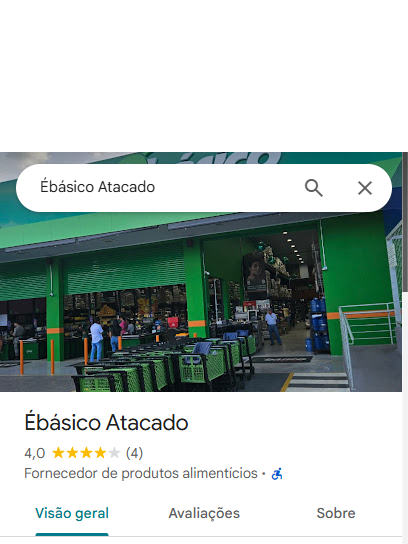 Ébásico Atacado
Ébásico Atacado
4,0 (4)
Fornecedor de produtos alimentícios ·
Visão geral Avaliações Sobre